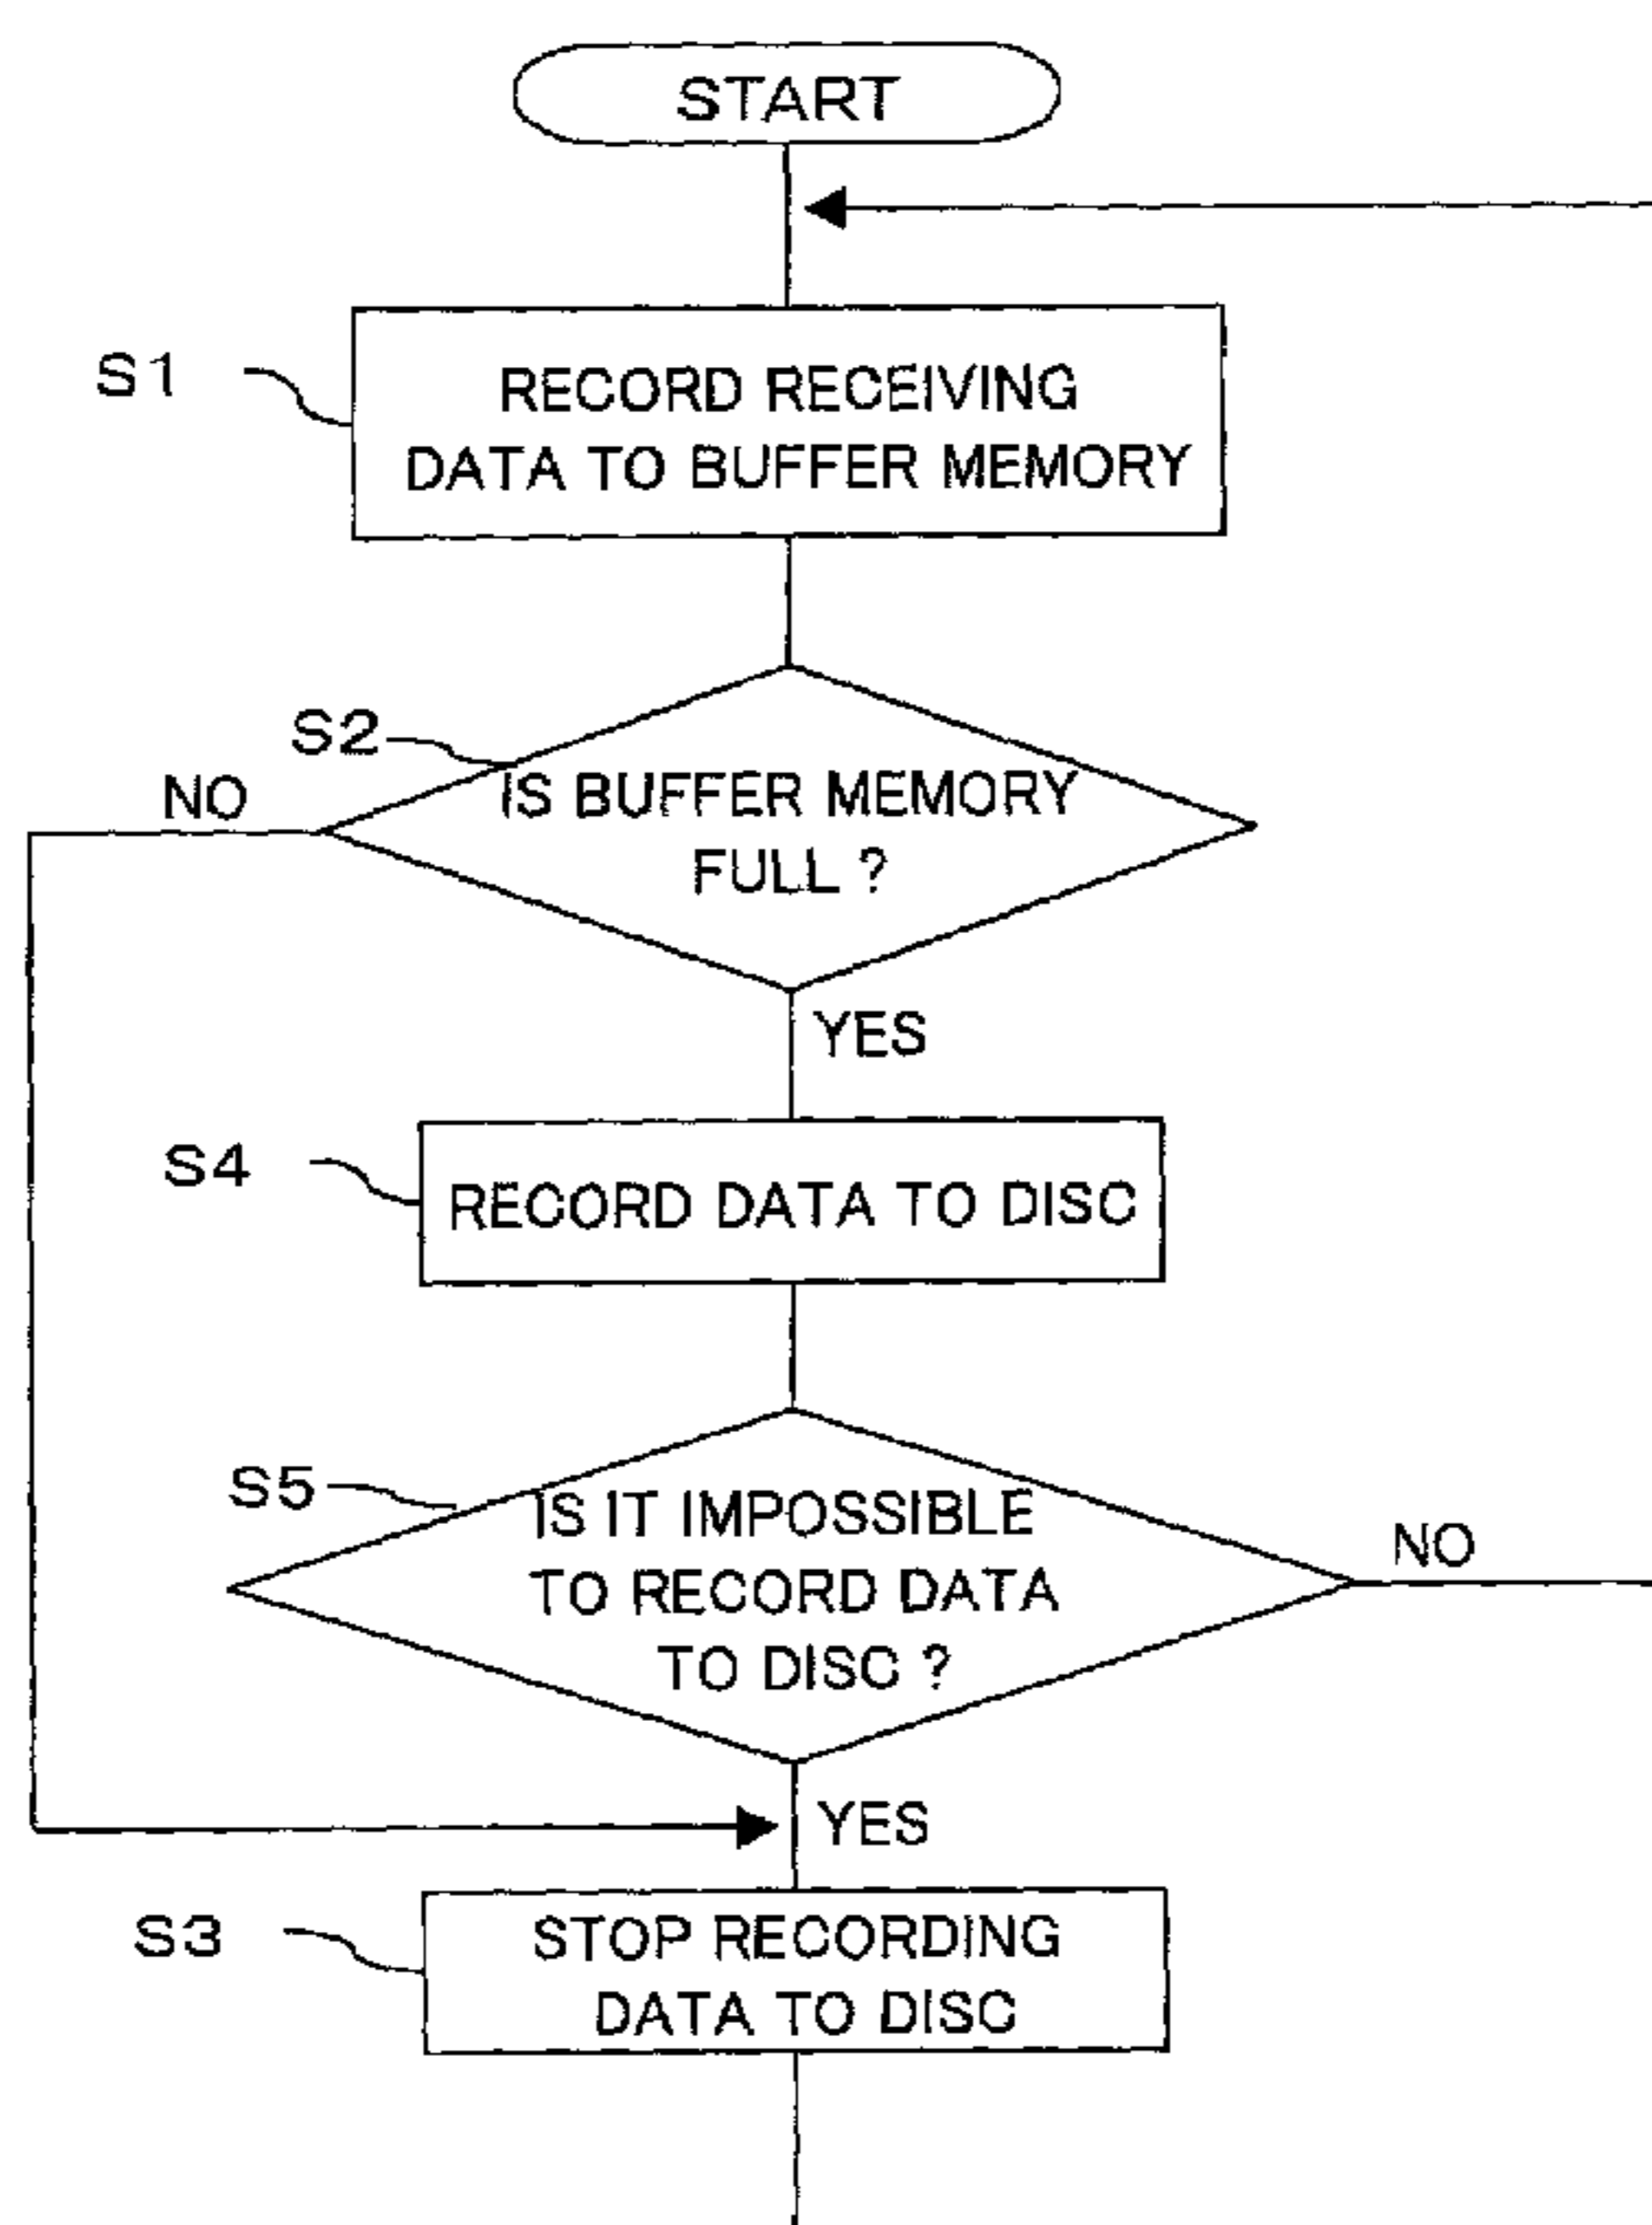 START
S1
RECORD RECEIVING
DATA TO BUFFER MEMORY
S2
NO
IS BUFFER MEMORY
FULL ?
YES
S4
RECORD DATA TO DISC
S5
IS IT IMPOSSIBLE
TO RECORD DATA
TO DISC ?
NO
YES
S3
STOP RECORDING
DATA TO DISC